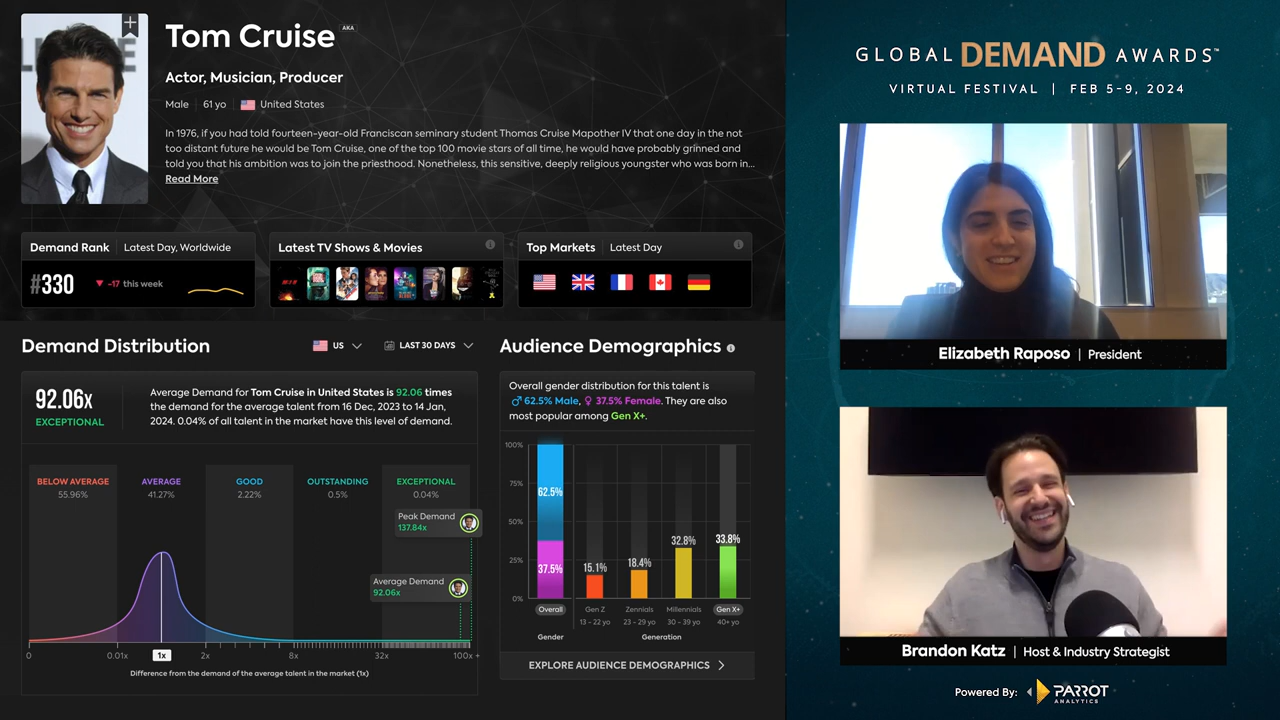 Tom Cruise AKA
Actor, Musician, Producer
Male 61 yo United States
In 1976, if you had told fourteen-year-old Franciscan seminary student Thomas Cruise Mapother IV that one day in the not
too distant future he would be Tom Cruise, one of the top 100 movie stars of all time, he would have probably grinned and
told you that his ambition was to join the priesthood. Nonetheless, this sensitive, deeply religious youngster who was born in...
Read More
Demand Rank Latest Day, Worldwide
#330 -17 this week
Latest TV Shows & Movies
Top Markets Latest Day
Demand Distribution
US LAST 30 DAYS
92.06x
EXCEPTIONAL
Average Demand for Tom Cruise in United States is 92.06 times
the demand for the average talent from 16 Dec, 2023 to 14 Jan,
2024. 0.04% of all talent in the market have this level of demand.
BELOW AVERAGE AVERAGE GOOD OUTSTANDING EXCEPTIONAL
55.96% 41.27% 2.22% 0.5% 0.04%
Peak Demand
137.84x
Average Demand
92.06x
0 0.01x 1x 2x 8x 32x 100x +
Difference from the demand of the average talent in the market (1x)
Audience Demographics
Overall gender distribution for this talent is
62.5% Male, 37.5% Female. They are also
most popular among Gen X+.
100%
75%
50%
25%
0%
62.5%
37.5%
15.1%
18.4%
32.8%
33.8%
Overall Gen Z Zennials Millennials Gen X+
13 - 22 yo 23 - 29 yo 30 - 39 yo 40+ yo
Gender Generation
EXPLORE AUDIENCE DEMOGRAPHICS
GLOBAL DEMAND AWARDS™
VIRTUAL FESTIVAL | FEB 5-9, 2024
Elizabeth Raposo | President
Brandon Katz | Host & Industry Strategist
Powered By: PARROT
ANALYTICS